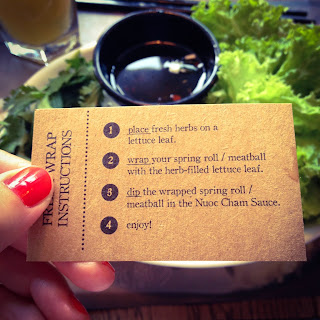 WRAP
INSTRUCTIONS
1 place fresh herbs on a
lettuce leaf.
2 wrap your spring roll / meatball
with the herb-filled lettuce leaf.
3 dip the wrapped spring roll /
meatball in the Nuoc Cham Sauce.
4 enjoy!